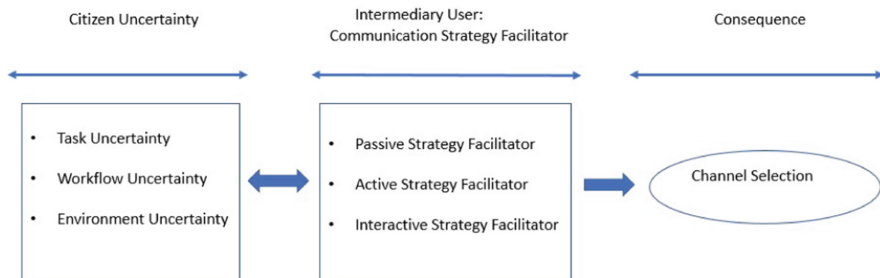 Citizen Uncertainty
Intermediary User:
Communication Strategy Facilitator
Consequence
• Task Uncertainty
• Workflow Uncertainty
• Environment Uncertainty
• Passive Strategy Facilitator
• Active Strategy Facilitator
• Interactive Strategy Facilitator
Channel Selection